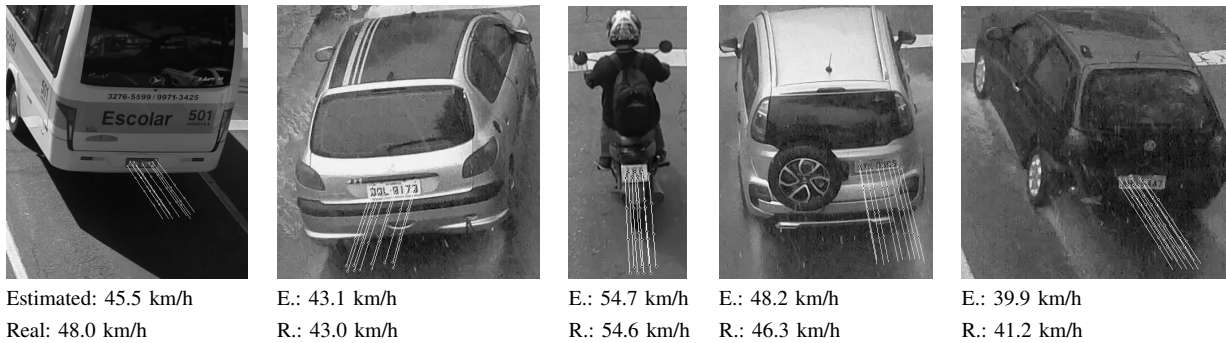 3276-5599 / 9971-3425
Escolar 501
501
Estimated: 45.5 km/h
Real: 48.0 km/h
E.: 43.1 km/h
R.: 43.0 km/h
E.: 54.7 km/h
R.: 54.6 km/h
E.: 48.2 km/h
R.: 46.3 km/h
E.: 39.9 km/h
R.: 41.2 km/h